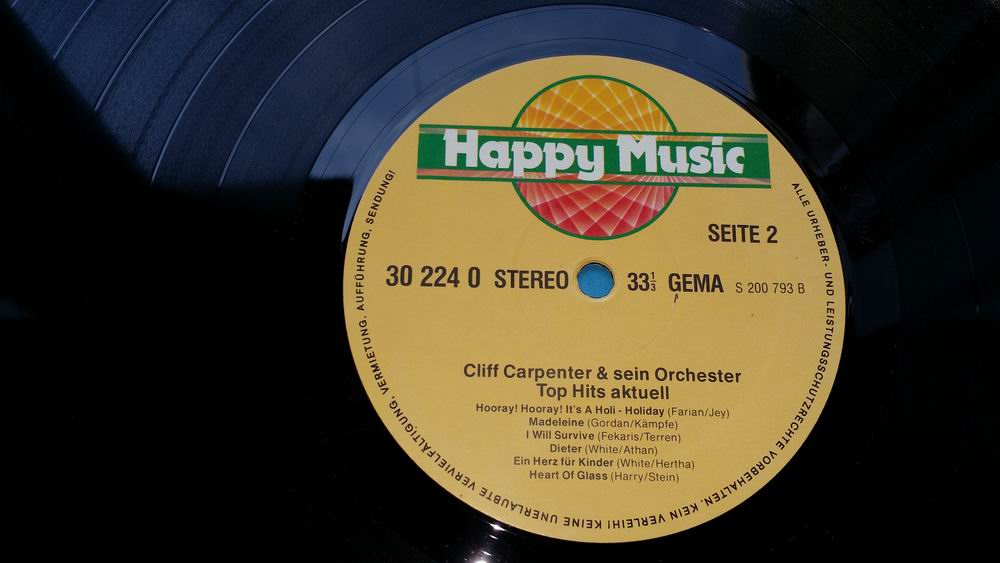 Happy Music
SEITE 2
30 224 0 STEREO 33 1/3 GEMA S 200 793 B
Cliff Carpenter & sein Orchester
Top Hits aktuell
Hooray! Hooray! It's A Holi - Holiday (Farian/Jey)
Madeleine (Gordan/Kämpfe)
I Will Survive (Fekaris/Terren)
Dieter (White/Athan)
Ein Herz für Kinder (White/Hertha)
Heart Of Glass (Harry/Stein)
ALLE URHEBER- UND LEISTUNGSSCHUTZRECHTE VORBEHALTEN. KEIN VERLEIH! KEINE UNERLAUBTE VERVIELFÄLTIGUNG, VERMIETUNG, AUFFÜHRUNG, SENDUNG!